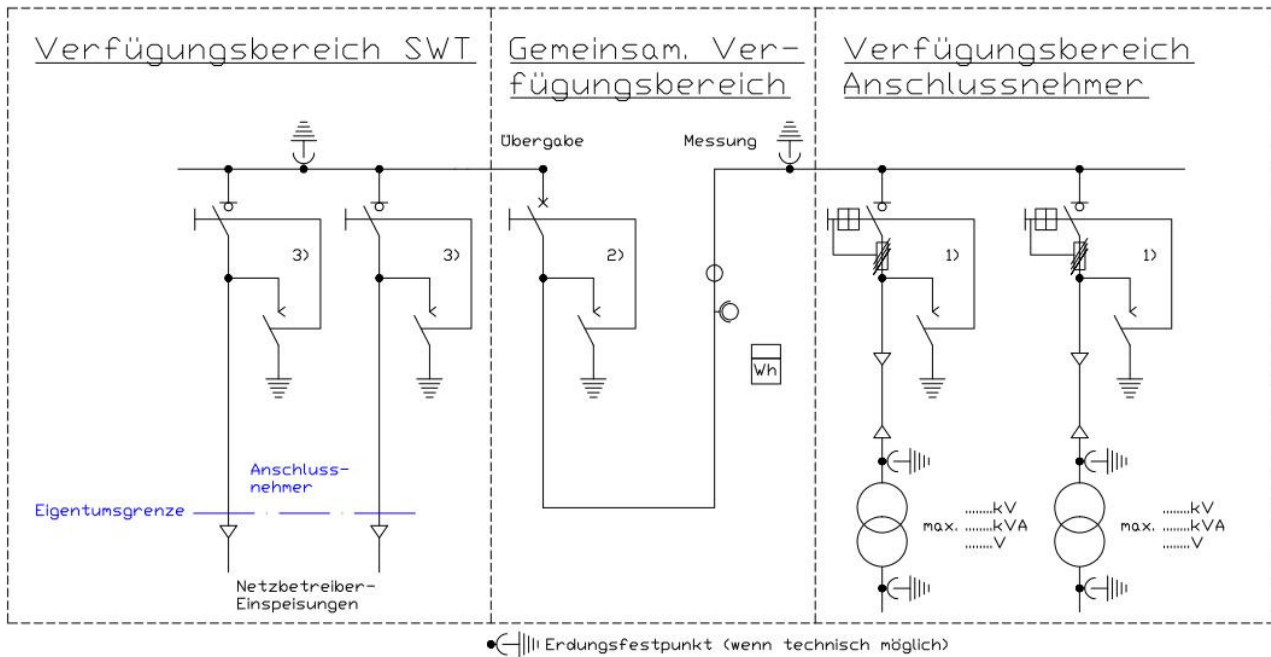 Verfügungsbereich SWT
Gemeinsam. Ver-
fügungsbereich
Verfügungsbereich
Anschlussnehmer
Übergabe
Messung
3)
3)
2)
1)
1)
Wh
Anschluss-
nehmer
Eigentumsgrenze
Netzbetreiber-
Einspeisungen
........kV
max. ........kVA
........V
........kV
max. ........kVA
........V
Erdungsfestpunkt (wenn technisch möglich)